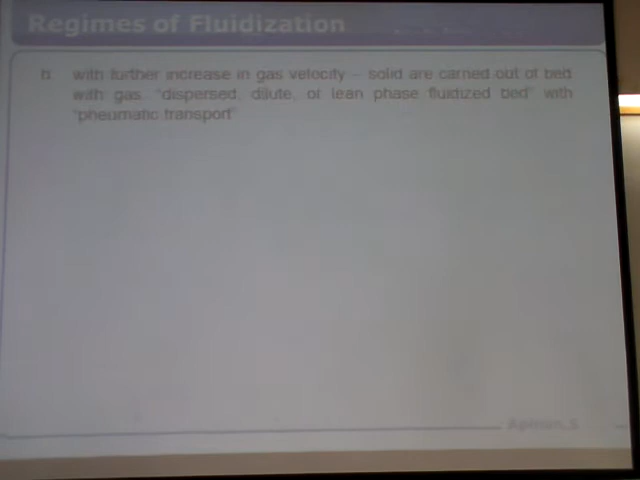 Regimes of Fluidization
h with further increase in gas velocity – solid are carried out of bed
with gas. "dispersed, dilute, or lean phase fluidized bed" with
"pneumatic transport"